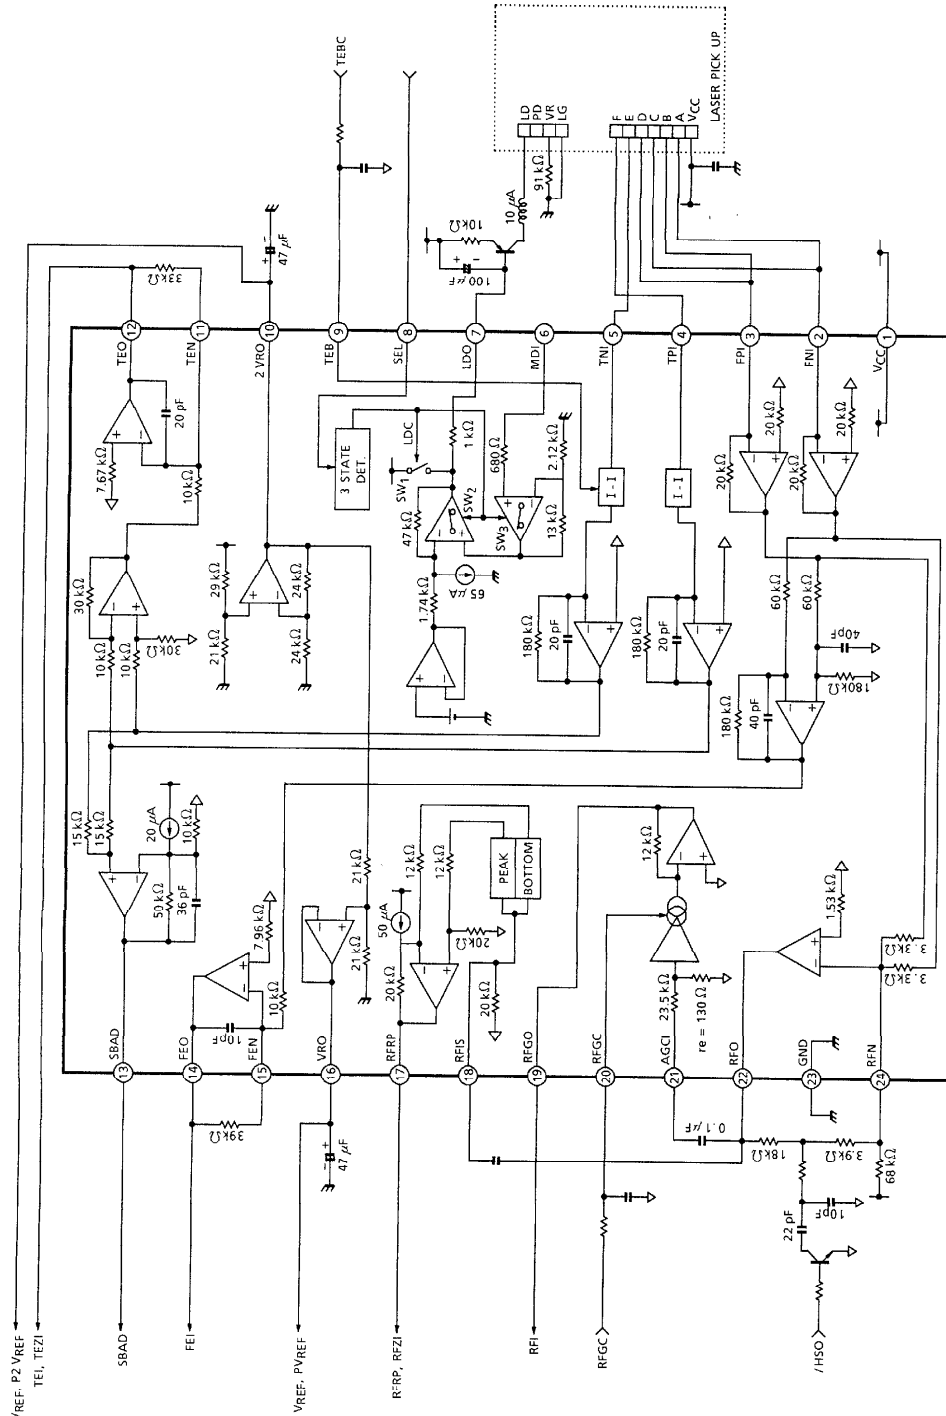 TEBC
LASER PICK UP
LD
PD
VR
LG
F
E
D
C
B
A
VCC
91 kΩ
10 μA
10kΩ
100μF
+
-
47 μF
33kΩ
12
11
10
9
8
7
6
5
4
3
2
1
TEO
TEN
2 VRO
TEB
SEL
LDO
MDI
TNI
TPI
FPI
FNI
VCC
20 pF
7.67 kΩ
10 kΩ
3 STATE DET.
LDC
SW1
1 kΩ
SW2
47 kΩ
680Ω
2.12 kΩ
SW3
13 kΩ
I - I
I - I
20 kΩ
20 kΩ
20 kΩ
20 kΩ
30 kΩ
10 kΩ
10 kΩ
30kΩ
29 kΩ
21 kΩ
24 kΩ
24 kΩ
1.74 kΩ
65 μA
180 kΩ
20 pF
180 kΩ
20 pF
60 kΩ
60 kΩ
40pF
180kΩ
180 kΩ
40 pF
15 kΩ
15 kΩ
20 μA
10 kΩ
50 kΩ
36 pF
7.96 kΩ
10 kΩ
10pF
21 kΩ
21 kΩ
50 μA
20 kΩ
12 kΩ
12 kΩ
20kΩ
PEAK
BOTTOM
20 kΩ
12 kΩ
23.5 kΩ
re = 130 Ω
1.53 kΩ
3.3kΩ
3.3kΩ
SBAD
FEO
FEN
VRO
RFRP
RFIS
RFGO
RFGC
AGCI
RFO
GND
RFN
13
14
15
16
17
18
19
20
21
22
23
24
39kΩ
+
-
47 μF
0.1 μF
18kΩ
3.9kΩ
68 kΩ
10pF
22 pF
VREF, P2 VREF
TEI, TEZI
SBAD
FEI
VREF, PVREF
RFRP, RFZI
RFI
RFGC
/ HSO